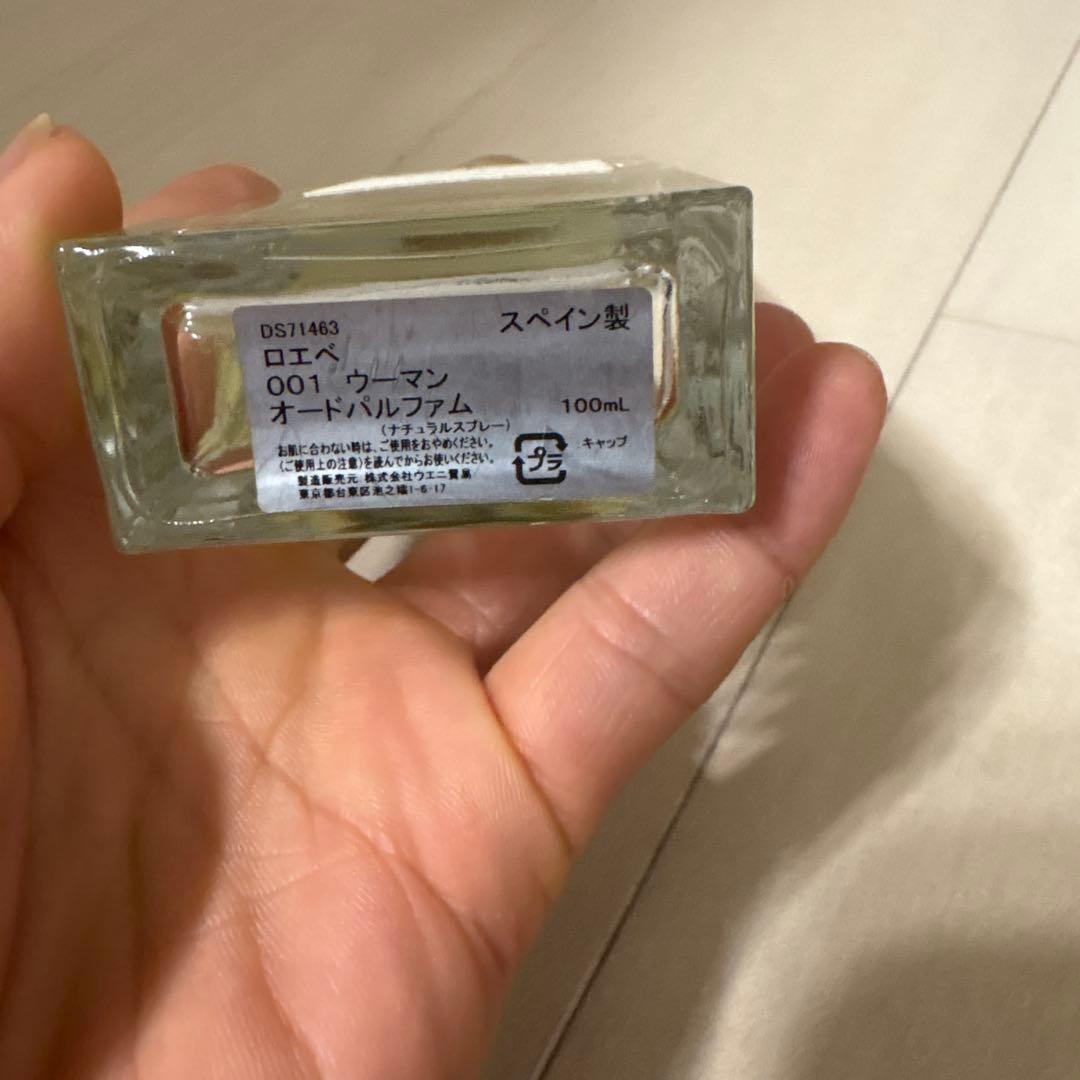 DS71463
スペイン製
ロエベ
001 ウーマン
オードパルファム 100mL
(ナチュラルスプレー)
お肌に合わない時は、ご使用をおやめください。
(ご使用上の注意)を読んでからお使いください。
製造販売元 株式会社ウエニ貿易
東京都台東区池之端1-6-17
プラ
キャップ